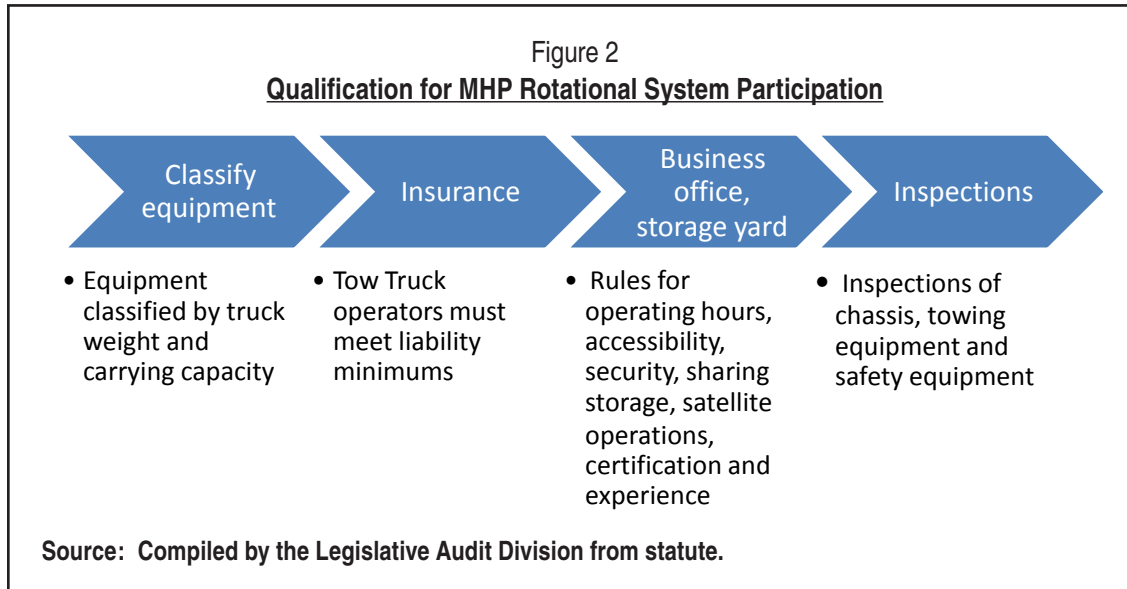 Figure 2
Qualification for MHP Rotational System Participation
Classify
equipment
Insurance
Business
office,
storage yard
Inspections
• Equipment
classified by truck
weight and
carrying capacity
• Tow Truck
operators must
meet liability
minimums
• Rules for
operating hours,
accessibility,
security, sharing
storage, satellite
operations,
certification and
experience
• Inspections of
chassis, towing
equipment and
safety equipment
Source: Compiled by the Legislative Audit Division from statute.